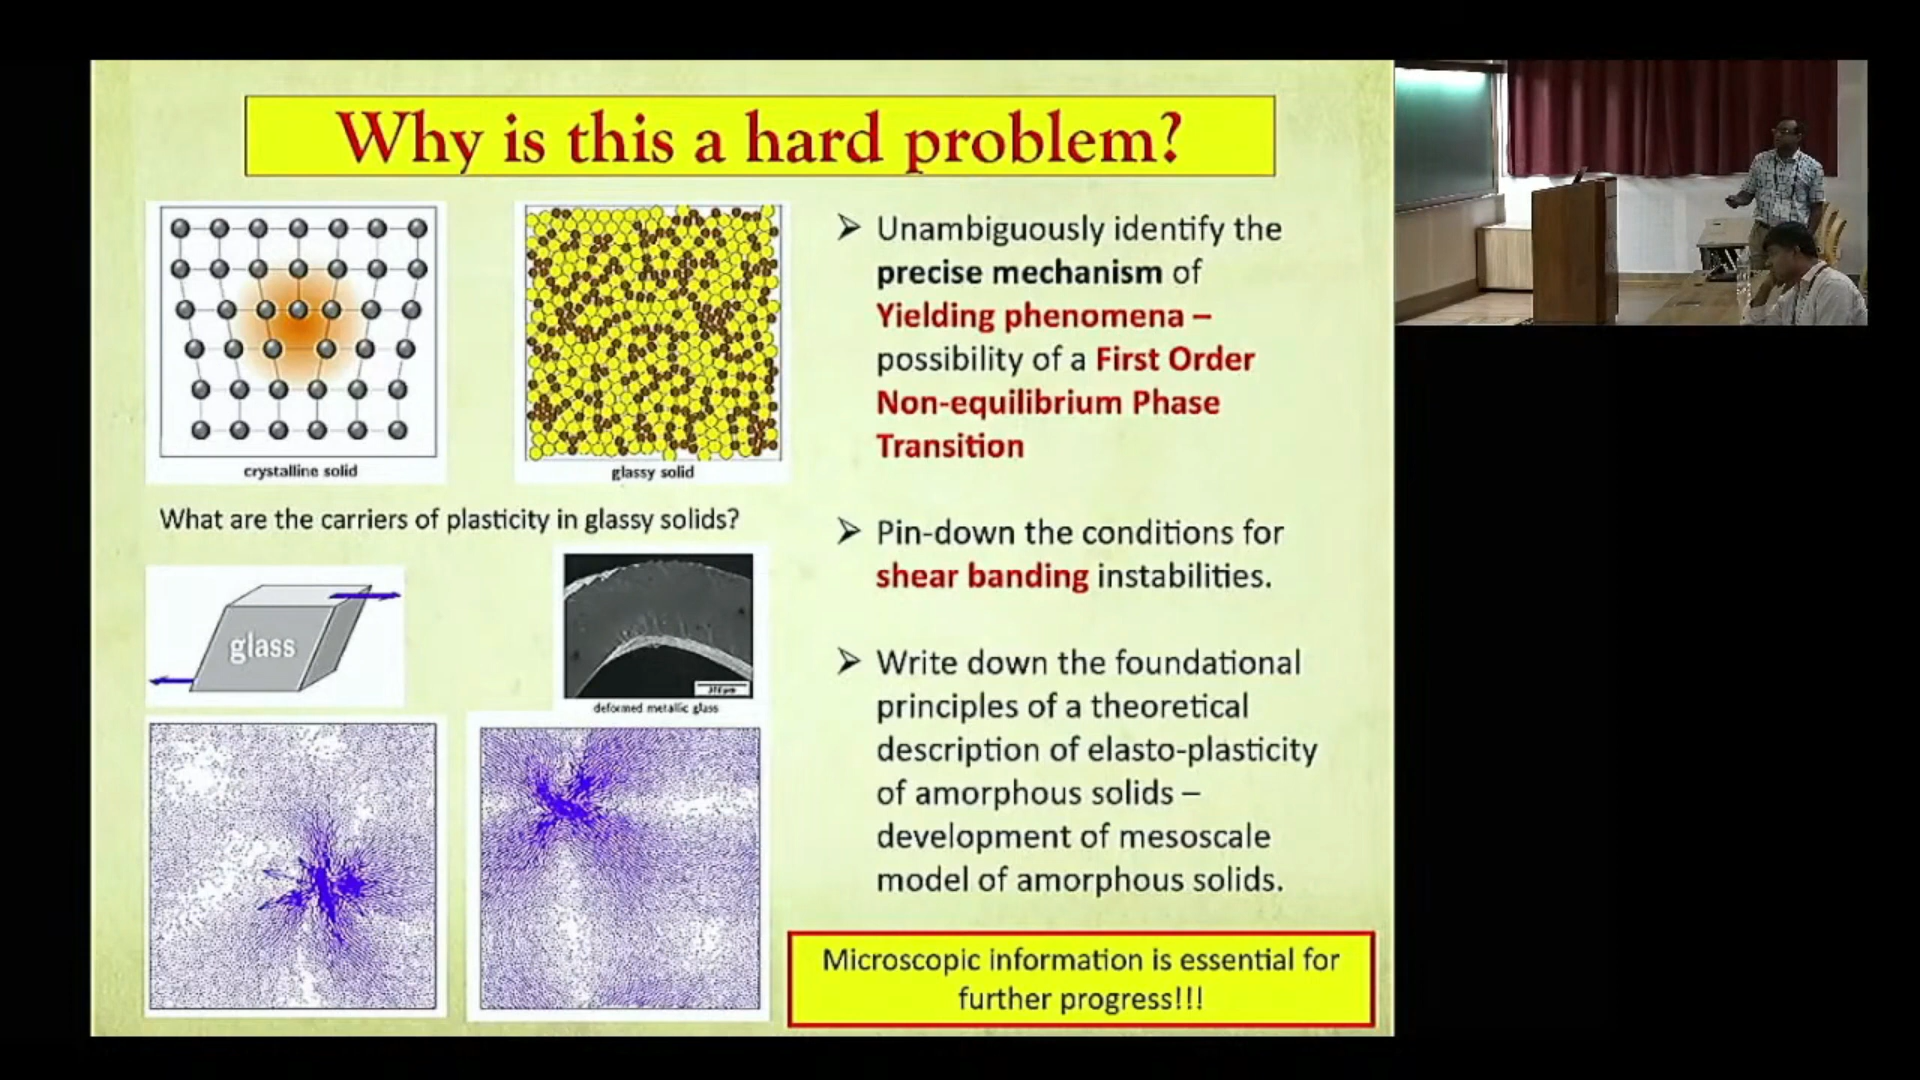 Why is this a hard problem?
crystalline solid
glassy solid
What are the carriers of plasticity in glassy solids?
glass
deformed metallic glass
➢ Unambiguously identify the
precise mechanism of
Yielding phenomena –
possibility of a First Order
Non-equilibrium Phase
Transition
➢ Pin-down the conditions for
shear banding instabilities.
➢ Write down the foundational
principles of a theoretical
description of elasto-plasticity
of amorphous solids –
development of mesoscale
model of amorphous solids.
Microscopic information is essential for
further progress!!!